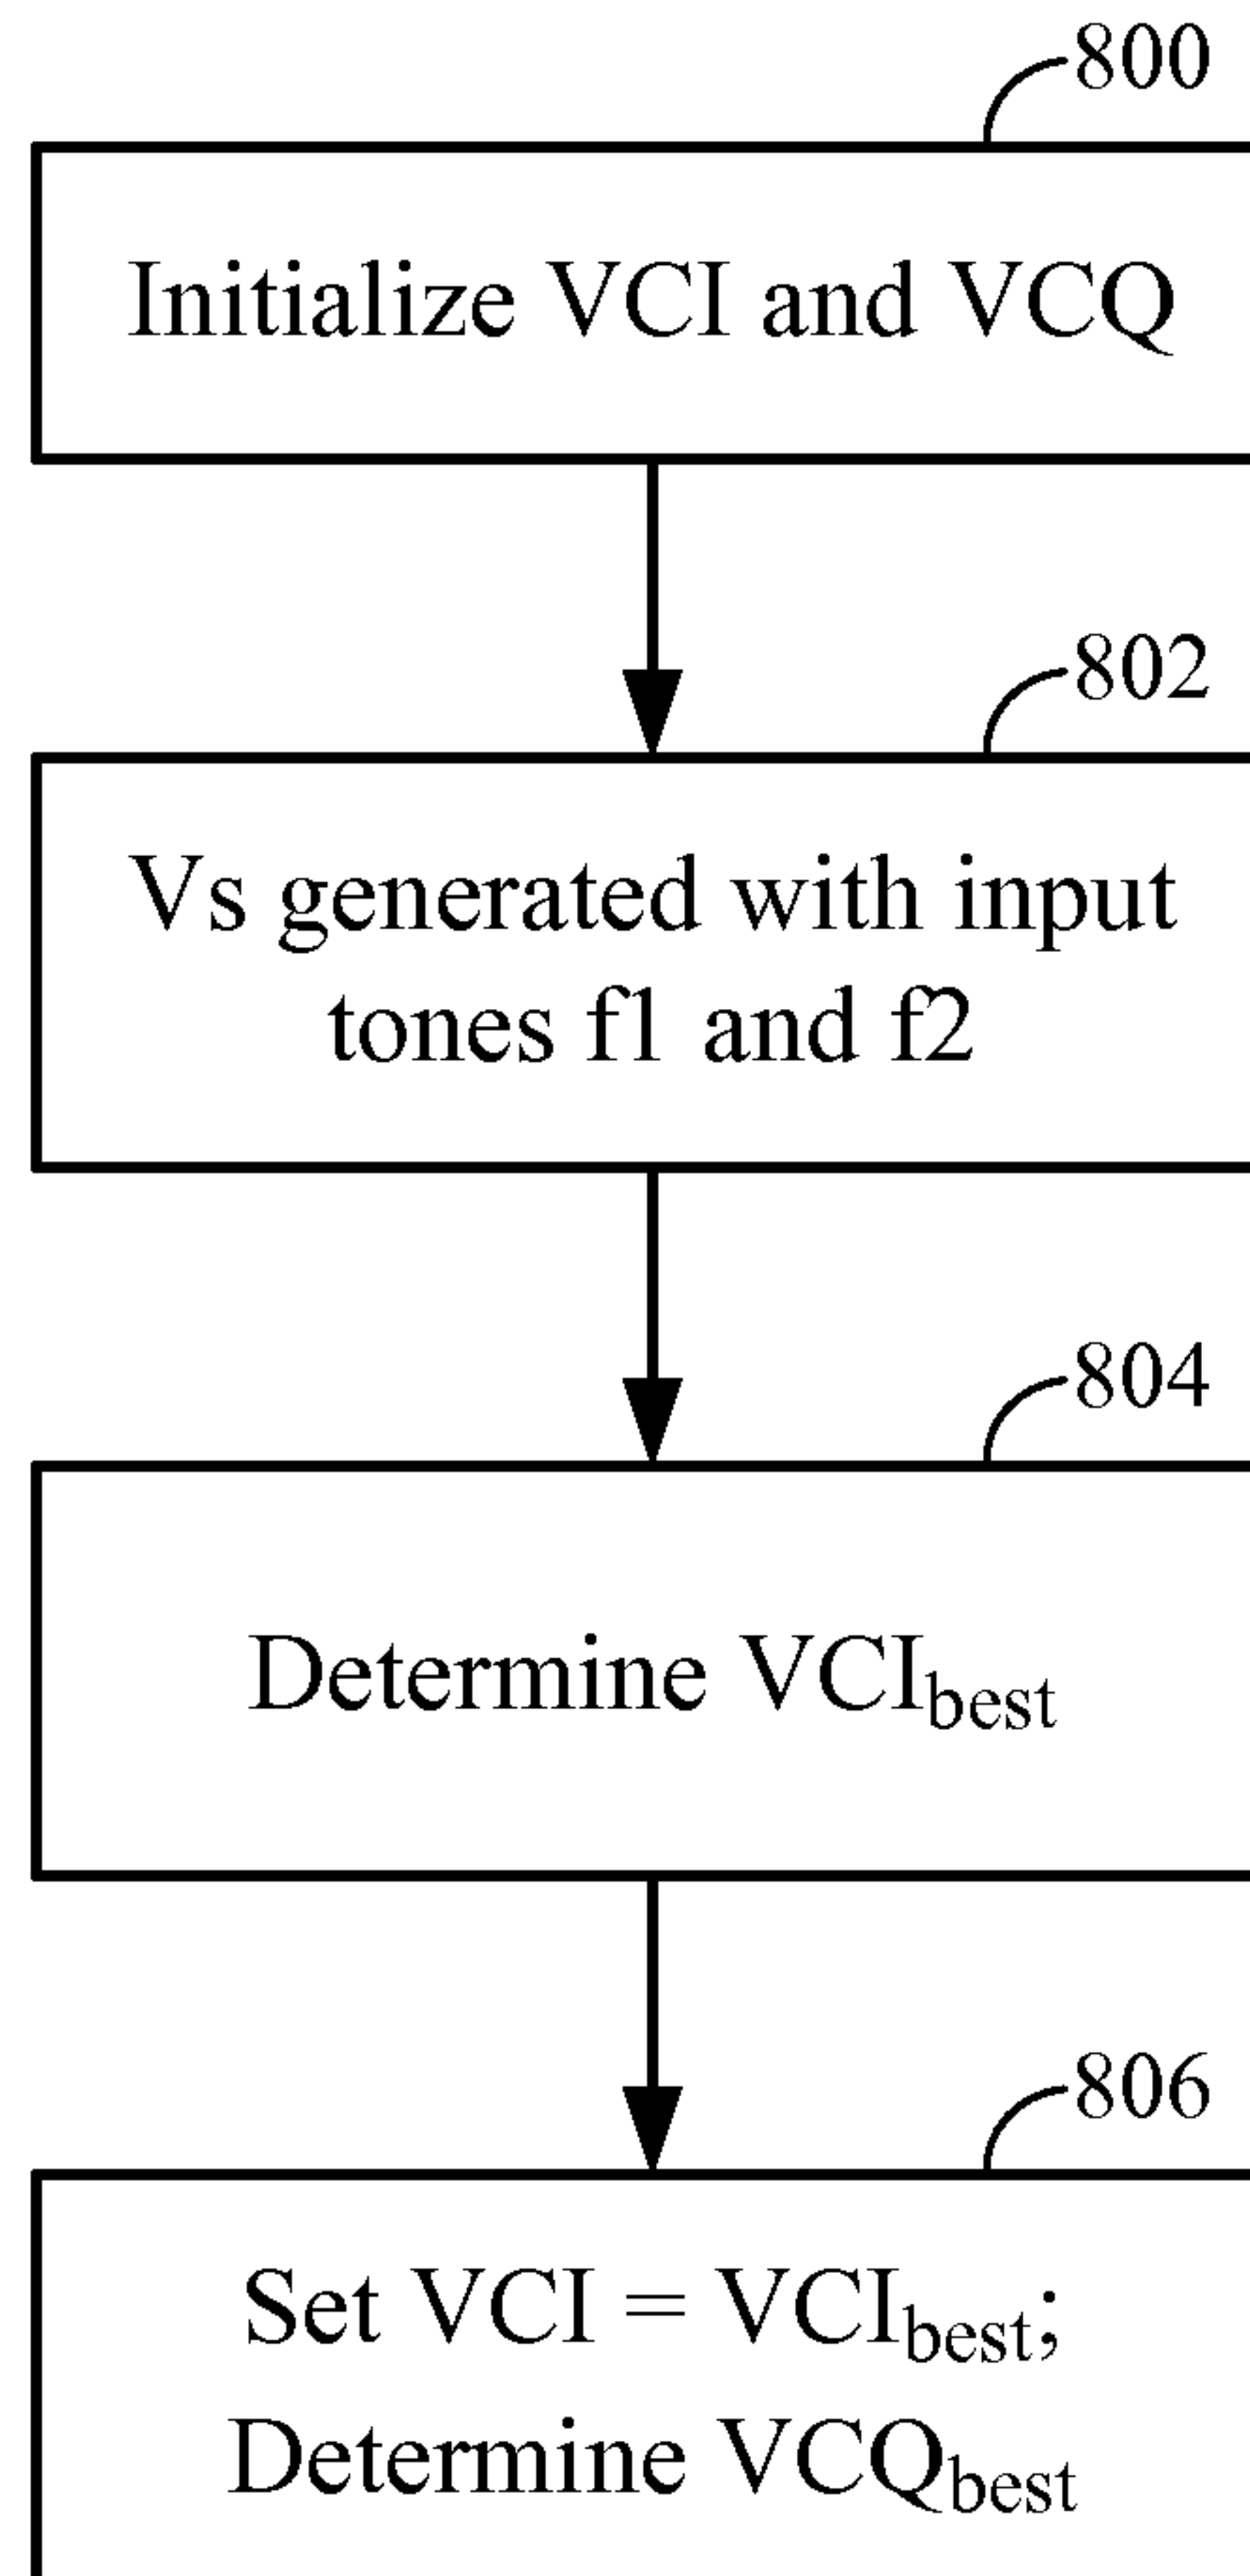 800
Initialize VCI and VCQ
802
Vs generated with input
tones f1 and f2
804
Determine VCIbest
806
Set VCI = VCIbest;
Determine VCQbest